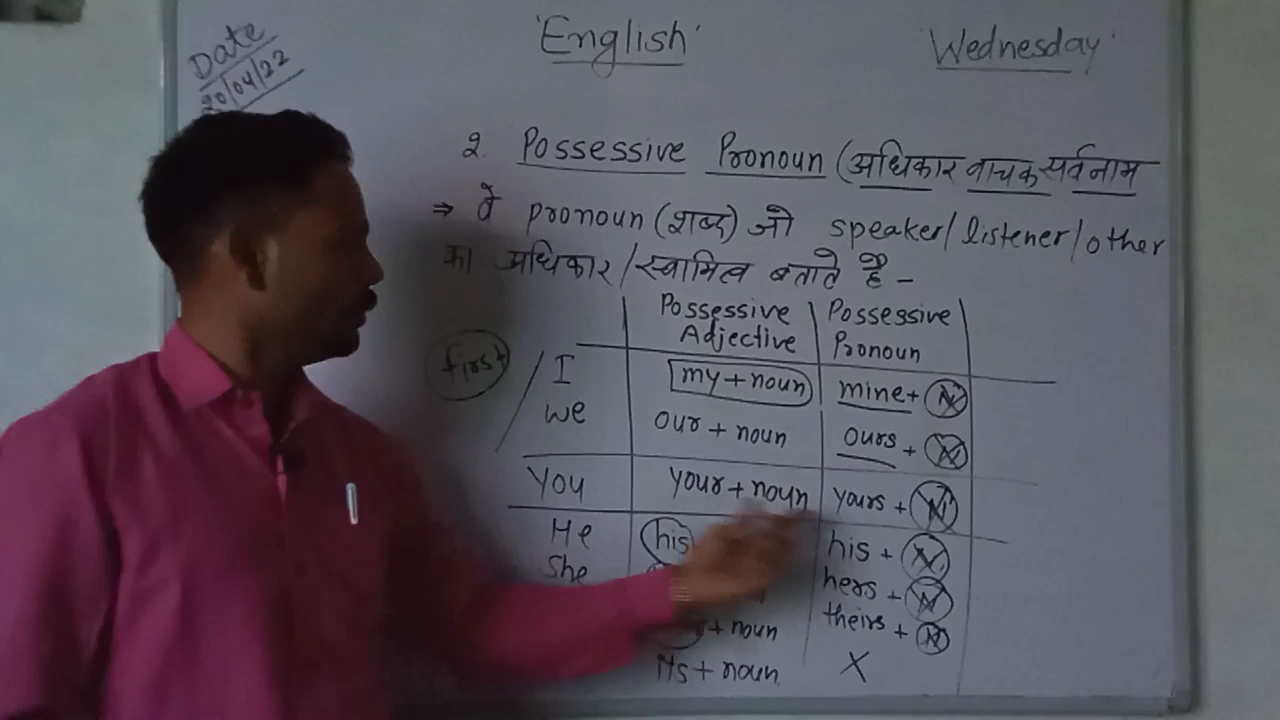 Date
20/04/22
'English'
'Wednesday'
2. Possessive Pronoun (अधिकार वाचक सर्वनाम
⇒ वे pronoun (शब्द) जो speaker/listener/other
का अधिकार/स्वामित्व बताते है -
Possessive Adjective | Possessive Pronoun
first / I | my + noun | mine + N
we | our + noun | ours + N
You | your + noun | yours + N
He | his | his + N
She | hers + N
+ noun | theirs + N
its + noun | X